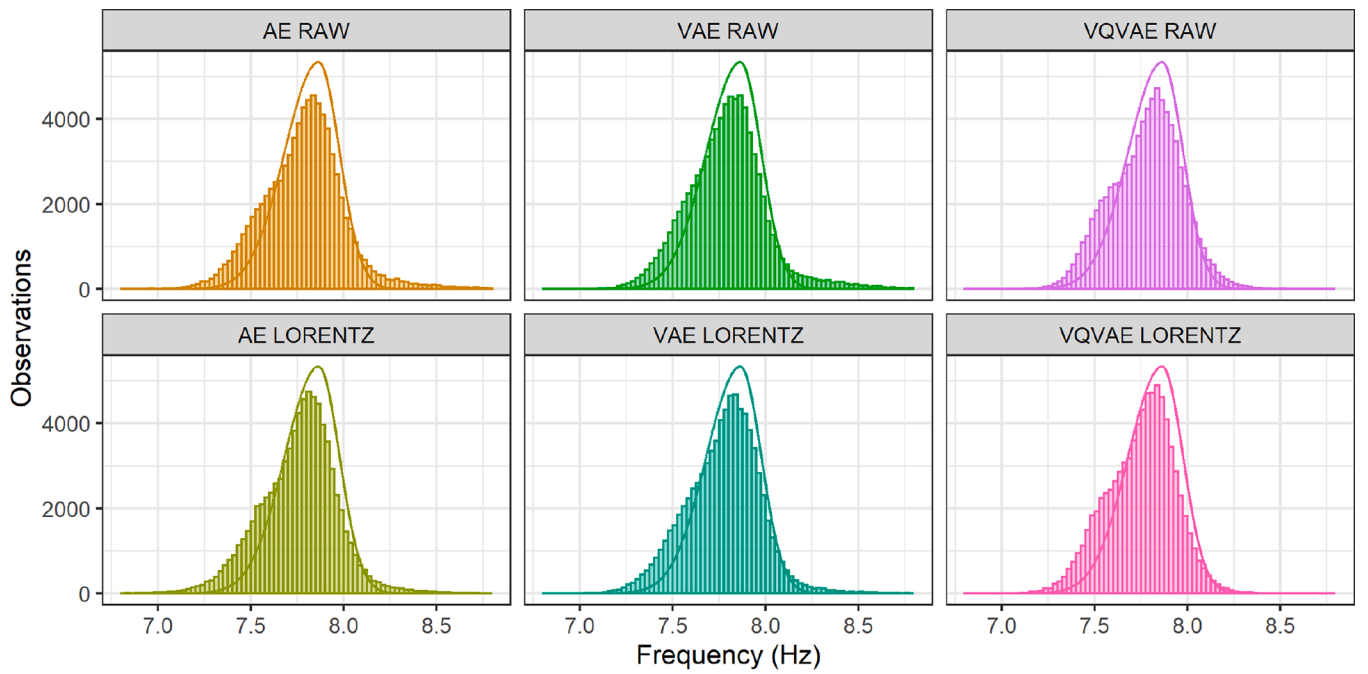 AE RAW
VAE RAW
VQVAE RAW
4000
2000
0
AE LORENTZ
VAE LORENTZ
VQVAE LORENTZ
4000
2000
0
Observations
7.0 7.5 8.0 8.5
7.0 7.5 8.0 8.5
7.0 7.5 8.0 8.5
Frequency (Hz)